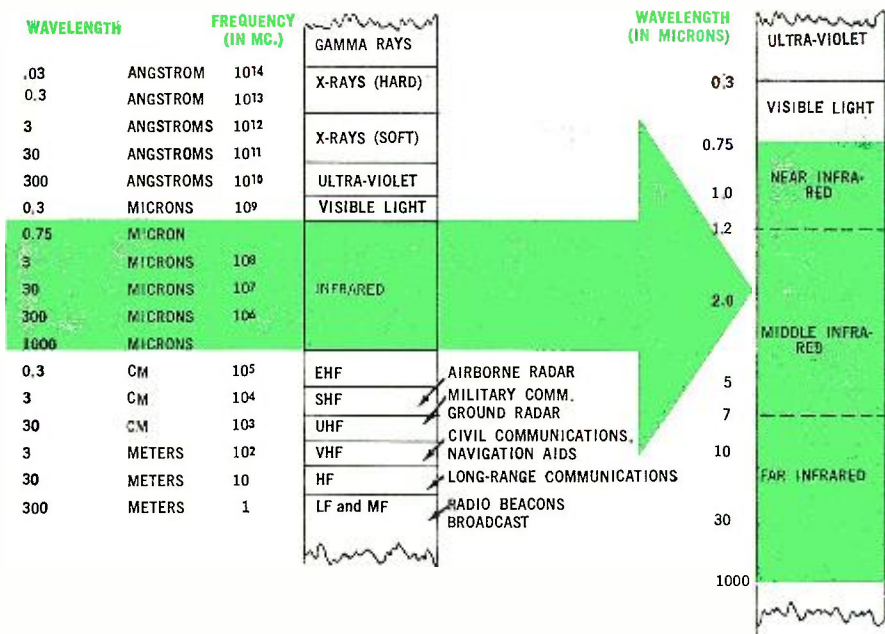 WAVELENGTH
FREQUENCY
(IN MC.)
.03 ANGSTROM 10¹⁴
0.3 ANGSTROM 10¹³
3 ANGSTROMS 10¹²
30 ANGSTROMS 10¹¹
300 ANGSTROMS 10¹⁰
0.3 MICRONS 10⁹
0.75 MICRON
3 MICRONS 10⁸
30 MICRONS 10⁷
300 MICRONS 10⁶
1000 MICRONS
0.3 CM 10⁵
3 CM 10⁴
30 CM 10³
3 METERS 10²
30 METERS 10
300 METERS 1
GAMMA RAYS
X-RAYS (HARD)
X-RAYS (SOFT)
ULTRA-VIOLET
VISIBLE LIGHT
INFRARED
EHF
SHF
UHF
VHF
HF
LF and MF
AIRBORNE RADAR
MILITARY COMM.
GROUND RADAR
CIVIL COMMUNICATIONS,
NAVIGATION AIDS
LONG-RANGE COMMUNICATIONS
RADIO BEACONS
BROADCAST
WAVELENGTH
(IN MICRONS)
0.3
0.75
1.0
1.2
2.0
5
7
10
30
1000
ULTRA-VIOLET
VISIBLE LIGHT
NEAR INFRA-
RED
MIDDLE INFRA-
RED
FAR INFRARED